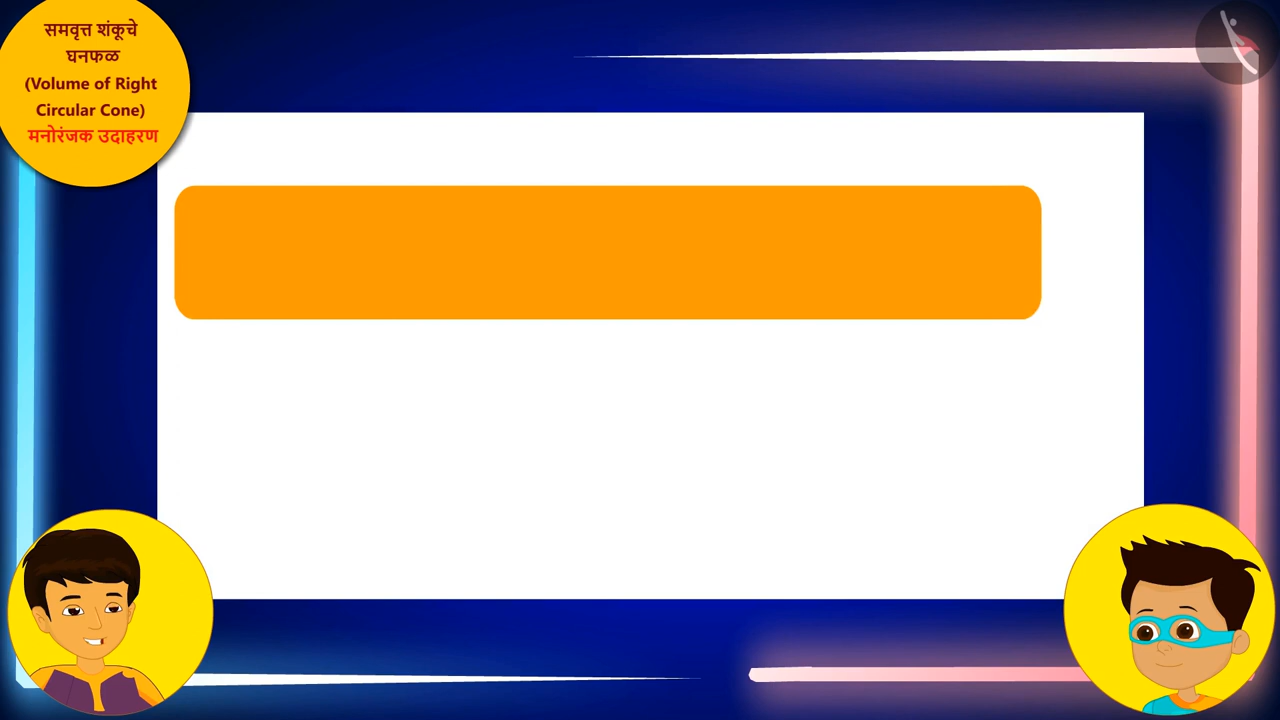 समवृत्त शंकूचे
घनफळ
(Volume of Right
Circular Cone)
मनोरंजक उदाहरण